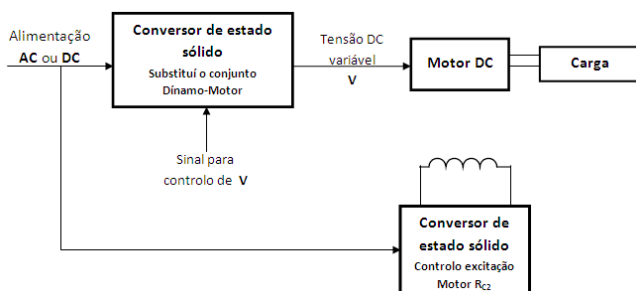 Alimentação
AC ou DC
Conversor de estado
sólido
Substituí o conjunto
Dínamo-Motor
Tensão DC
variável
V
Motor DC
Carga
Sinal para
controlo de V
Conversor de
estado sólido
Controlo excitação
Motor RC2